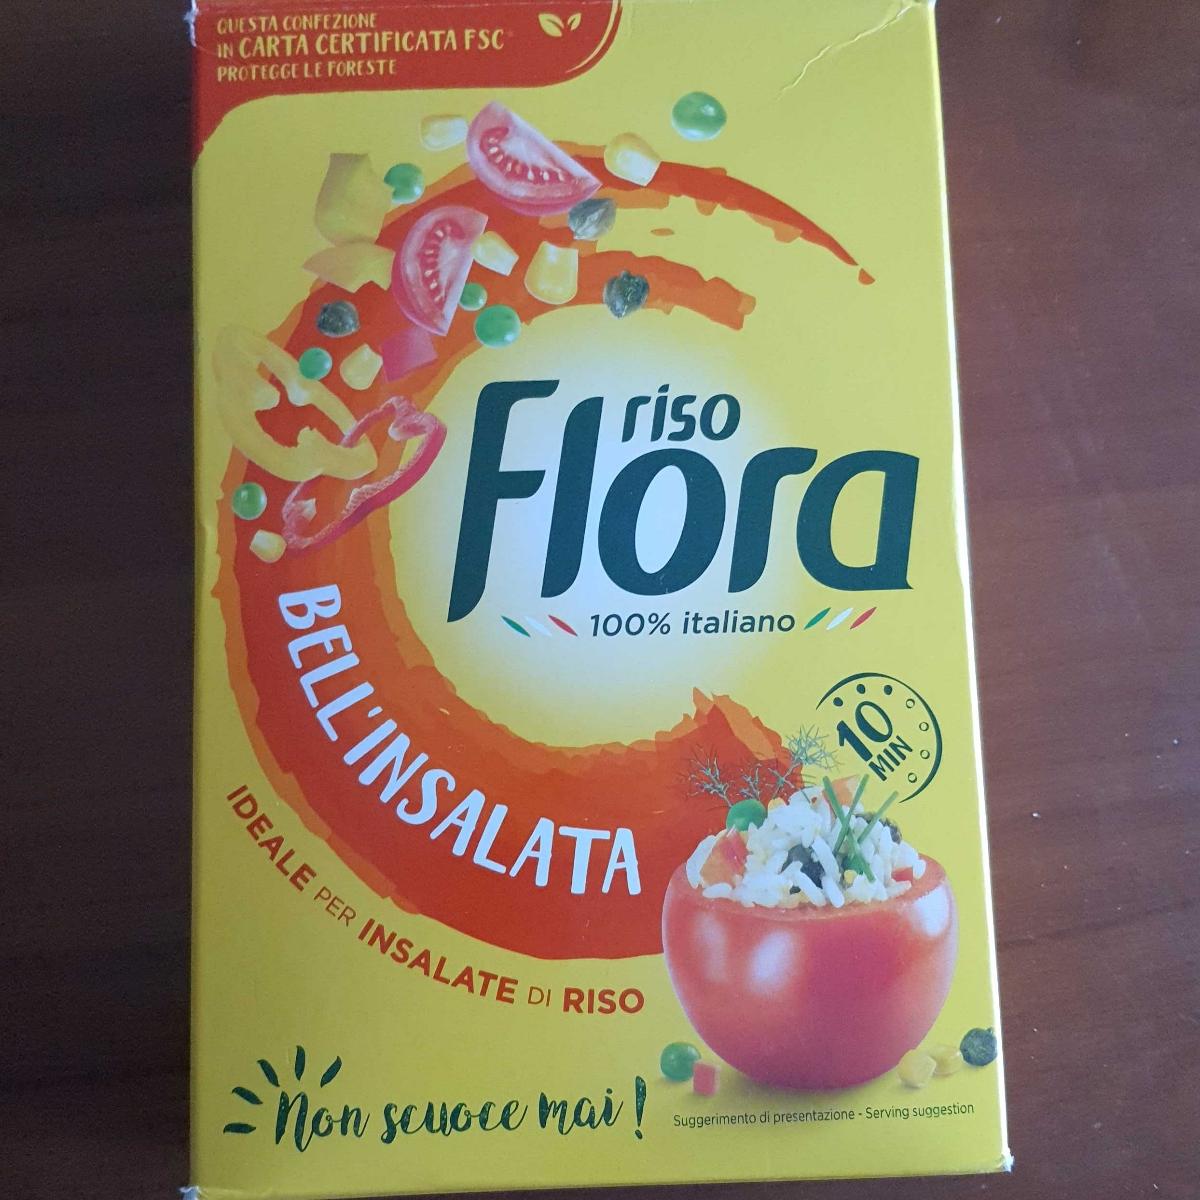 QUESTA CONFEZIONE
IN CARTA CERTIFICATA FSC
PROTEGGE LE FORESTE
riso
Flora
100% italiano
10
MIN
BELL'INSALATA
IDEALE PER INSALATE DI RISO
Non scuoce mai!
Suggerimento di presentazione - Serving suggestion